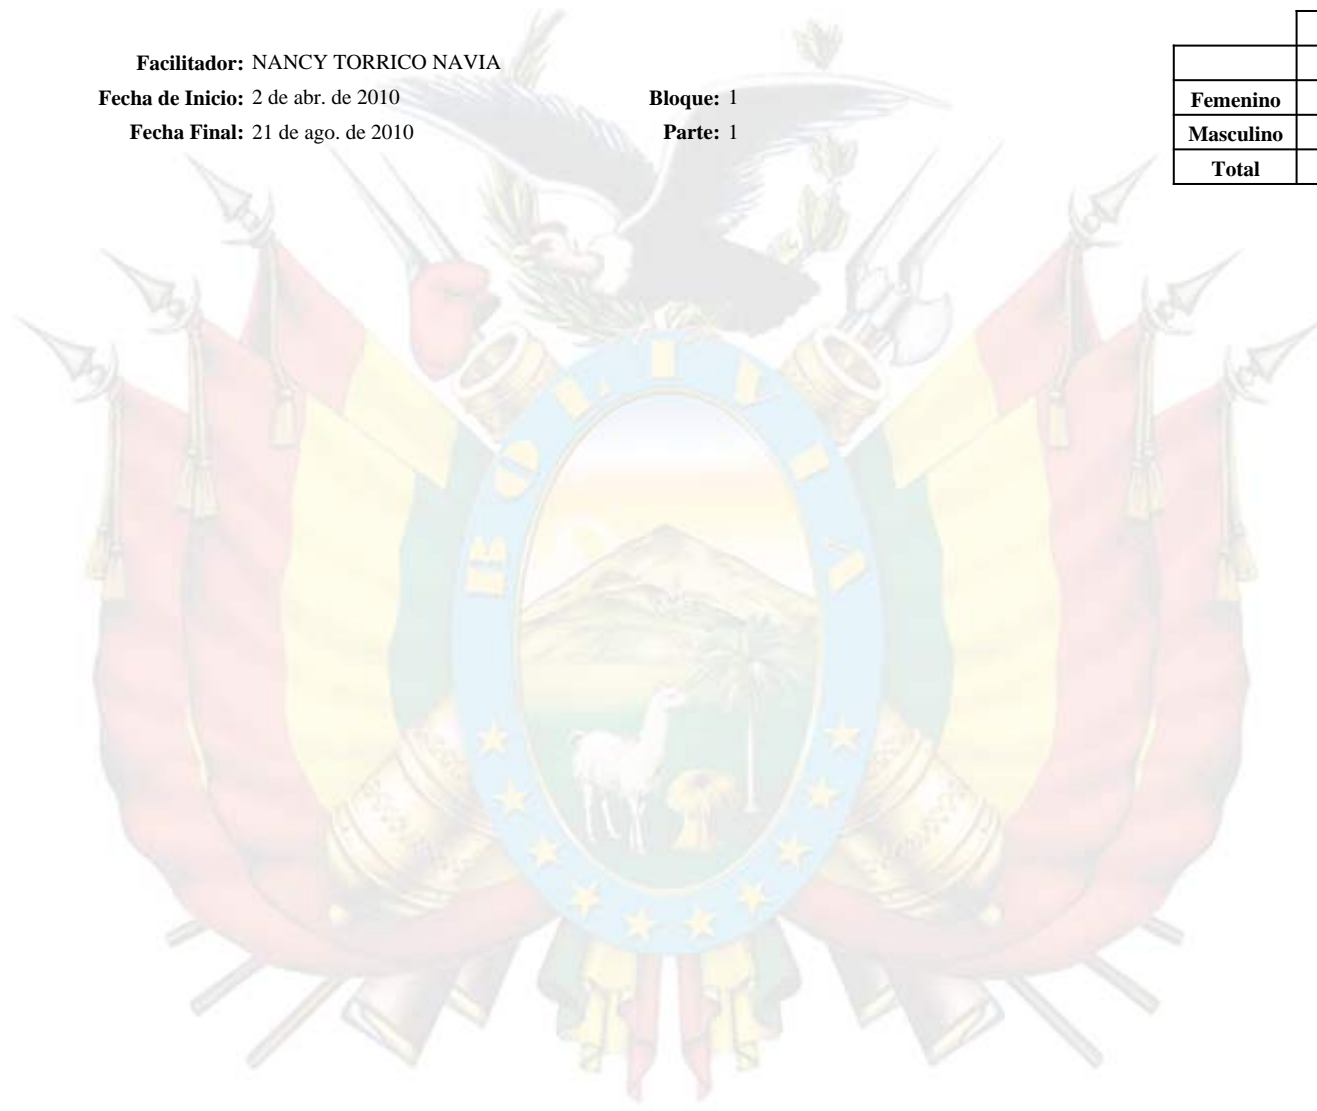 Facilitador: NANCY TORRICO NAVIA
Fecha de Inicio: 2 de abr. de 2010 Bloque: 1
Fecha Final: 21 de ago. de 2010 Parte: 1
Femenino
Masculino
Total
BOLIVIA